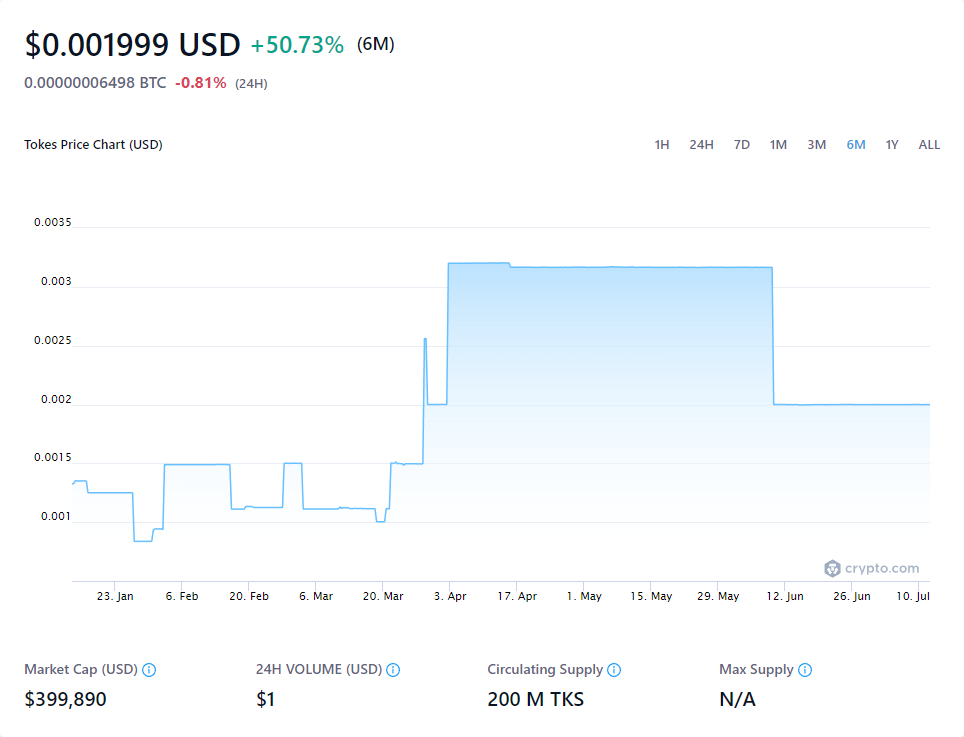 $0.001999 USD +50.73% (6M)
0.00000006498 BTC -0.81% (24H)
Tokes Price Chart (USD) 1H 24H 7D 1M 3M 6M 1Y ALL
0.0035
0.003
0.0025
0.002
0.0015
0.001
crypto.com
23. Jan 6. Feb 20. Feb 6. Mar 20. Mar 3. Apr 17. Apr 1. May 15. May 29. May 12. Jun 26. Jun 10. Jul
Market Cap (USD) 24H VOLUME (USD) Circulating Supply Max Supply
$399,890 $1 200 M TKS N/A